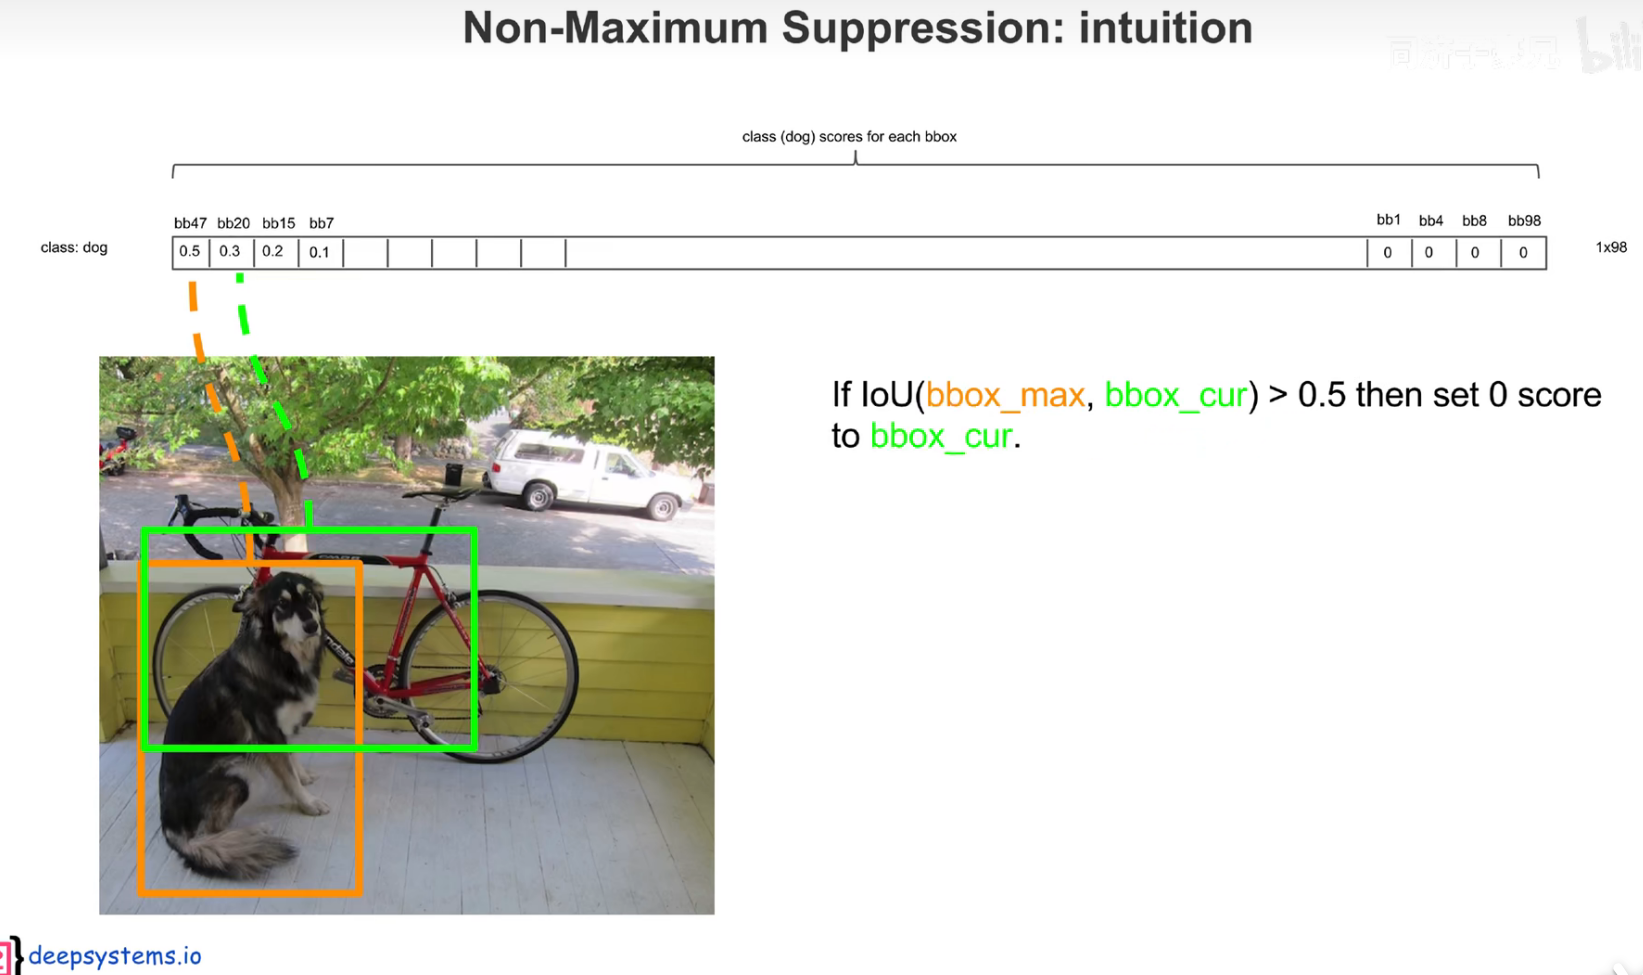 Non-Maximum Suppression: intuition
class (dog) scores for each bbox
bb47 bb20 bb15 bb7 bb1 bb4 bb8 bb98
class: dog 0.5 0.3 0.2 0.1 0 0 0 0 1x98
If IoU(bbox_max, bbox_cur) > 0.5 then set 0 score
to bbox_cur.
deepsystems.io